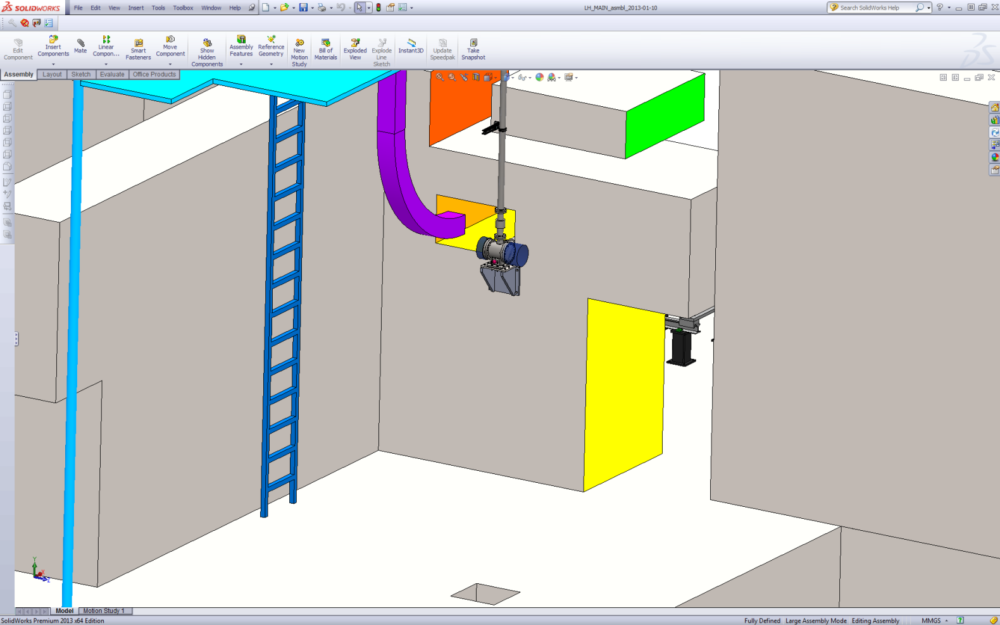 SOLIDWORKS File Edit View Insert Tools Toolbox Window Help LH_MAIN_asmbl_2013-01-10 Search SolidWorks Help
Edit Component
Insert Components
Mate
Linear Compon...
Smart Fasteners
Move Component
Show Hidden Components
Assembly Features
Reference Geometry
New Motion Study
Bill of Materials
Exploded View
Explode Line Sketch
Instant3D
Update Speedpak
Take Snapshot
Assembly Layout Sketch Evaluate Office Products
Y
X
Z
Model Motion Study 1
SolidWorks Premium 2013 x64 Edition Fully Defined Large Assembly Mode Editing Assembly MMGS